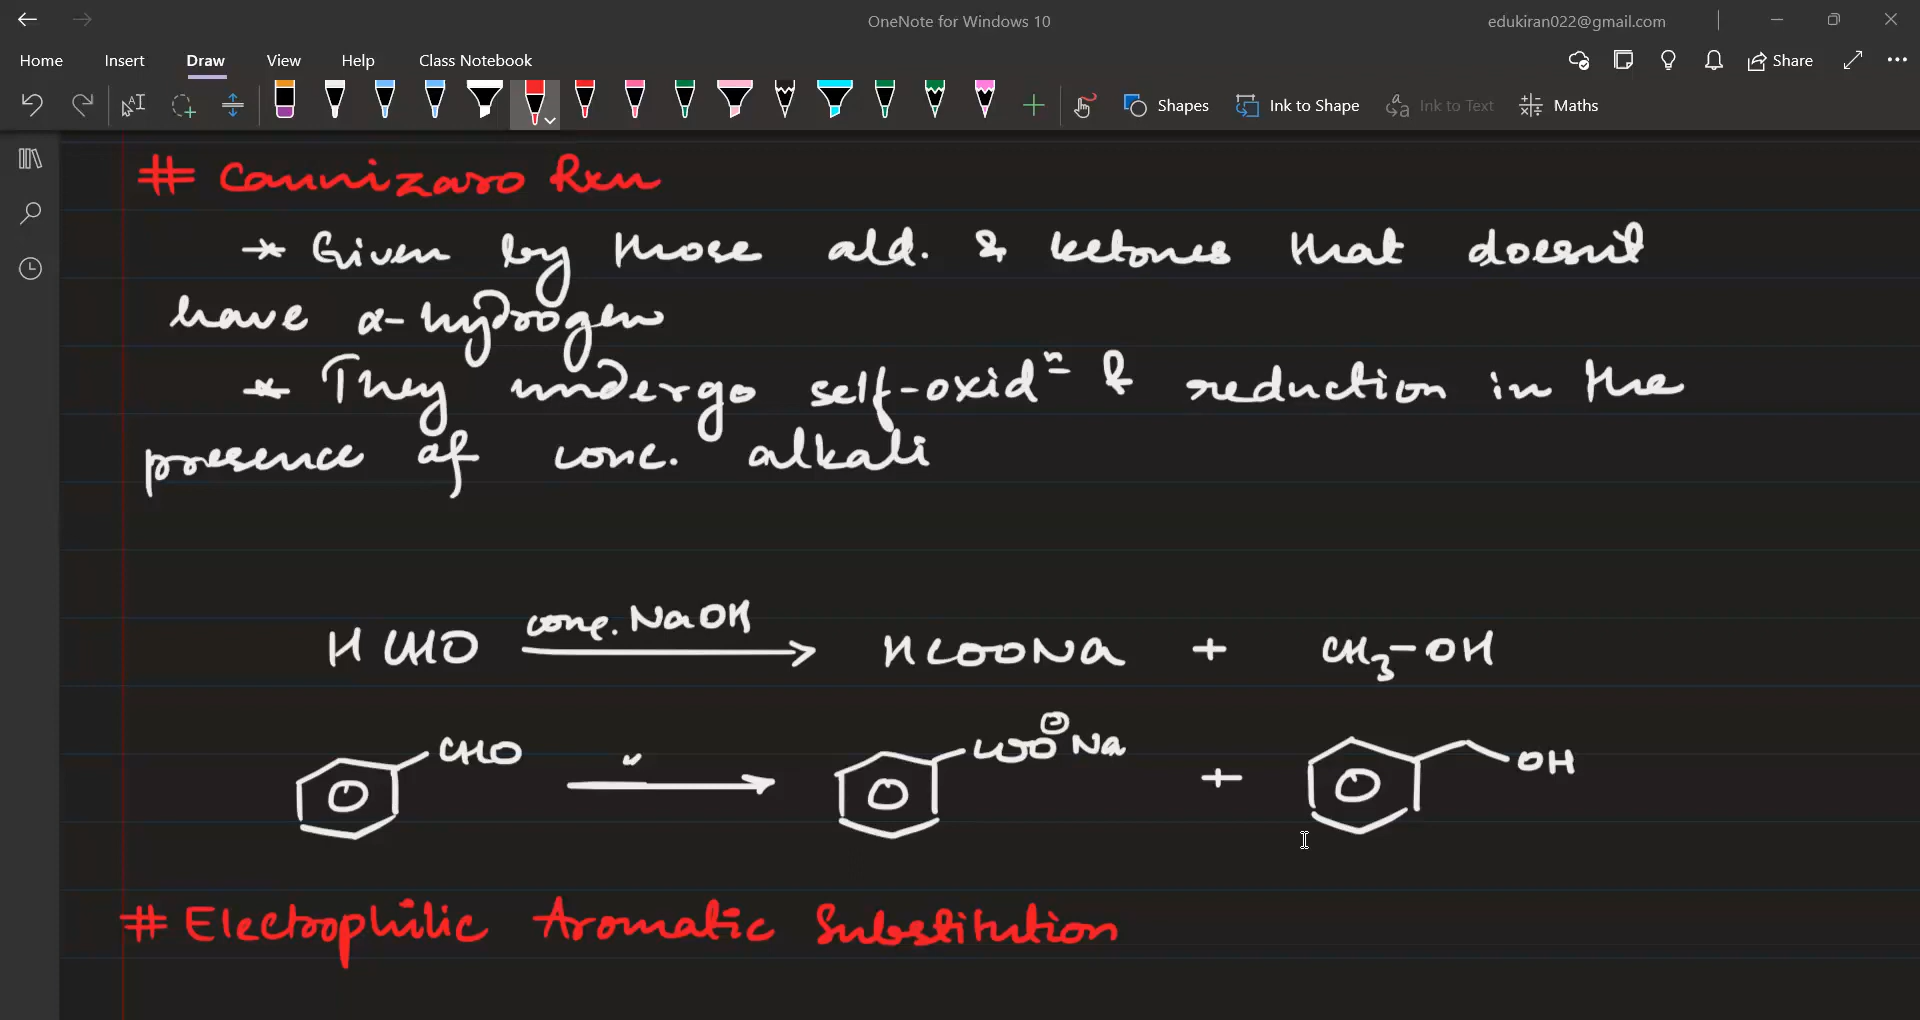 OneNote for Windows 10
edukiran022@gmail.com
Home Insert Draw View Help Class Notebook Share
Shapes Ink to Shape Ink to Text Maths
# Cannizaro Rxn
* Given by those ald. & ketones that doesn't
have α-hydrogen
* They undergo self-oxidⁿ & reduction in the
presence of conc. alkali
conc. NaOH
HCHO → HCOONa + CH₃-OH
CHO " → COO⊖Na + OH
# Electrophilic Aromatic Substitution